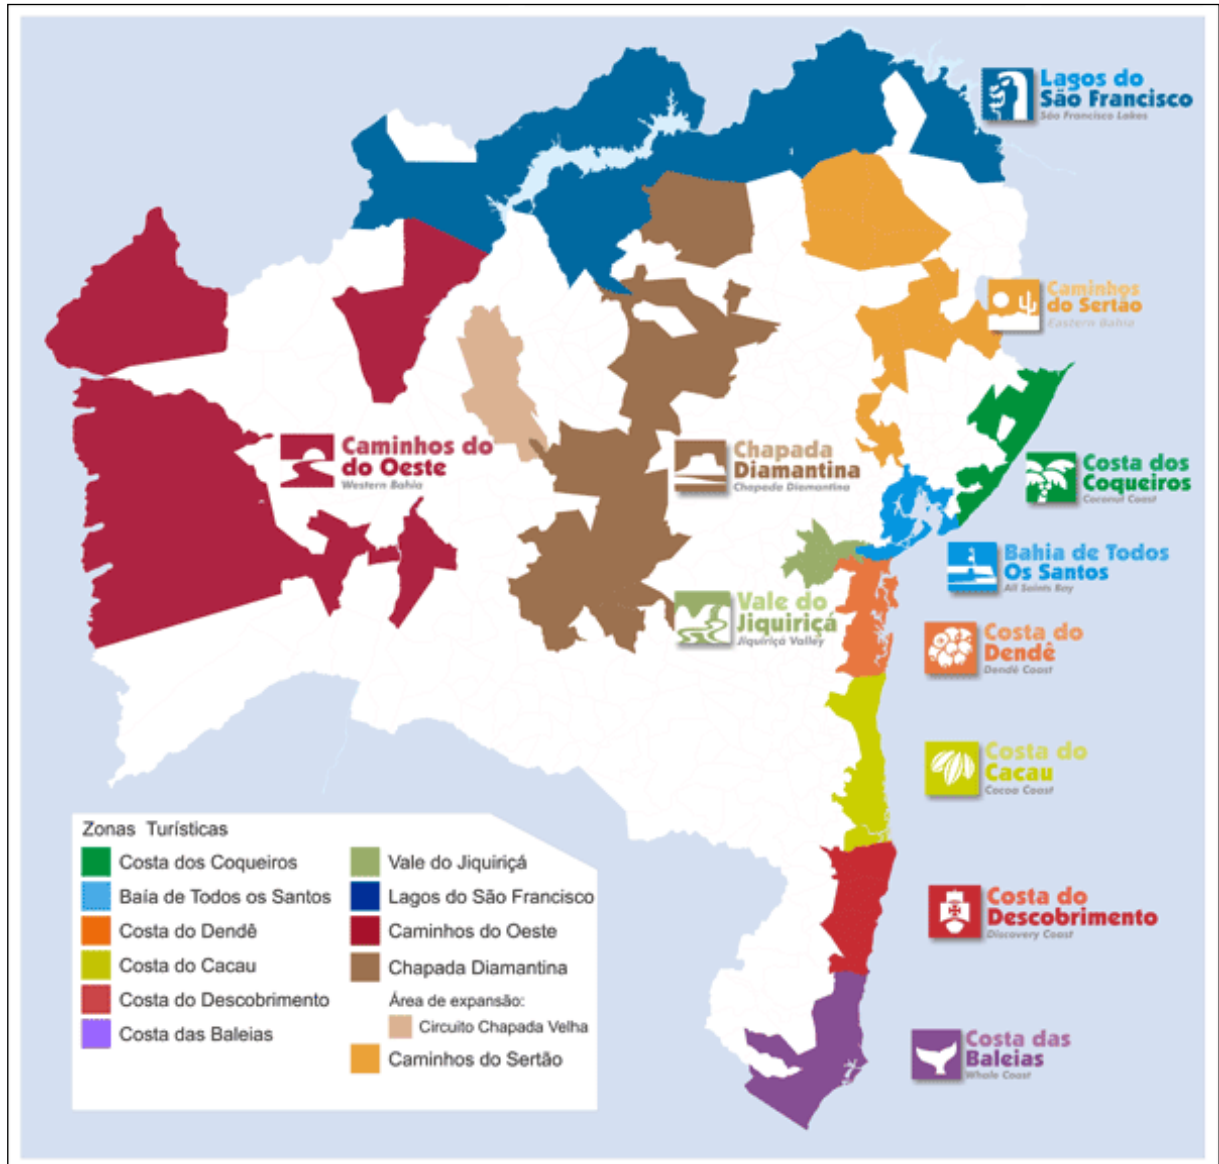 Lagos do
São Francisco
São Francisco Lakes
Caminhos
do Sertao
Eastern Bahia
Caminhos do
do Oeste
Western Bahia
Chapada
Diamantina
Chapada Diamantina
Costa dos
Coqueiros
Coconut Coast
Bahia de Todos
Os Santos
All Saints Bay
Vale do
Jiquiriçá
Jiquiriçá Valley
Costa do
Dendê
Dendê Coast
Costa do
Cacau
Cocoa Coast
Costa do
Descobrimento
Discovery Coast
Costa das
Baleias
Whale Coast
Zonas Turísticas
Costa dos Coqueiros
Baía de Todos os Santos
Costa do Dendê
Costa do Cacau
Costa do Descobrimento
Costa das Baleias
Vale do Jiquiriçá
Lagos do São Francisco
Caminhos do Oeste
Chapada Diamantina
Área de expansão:
Circuito Chapada Velha
Caminhos do Sertão